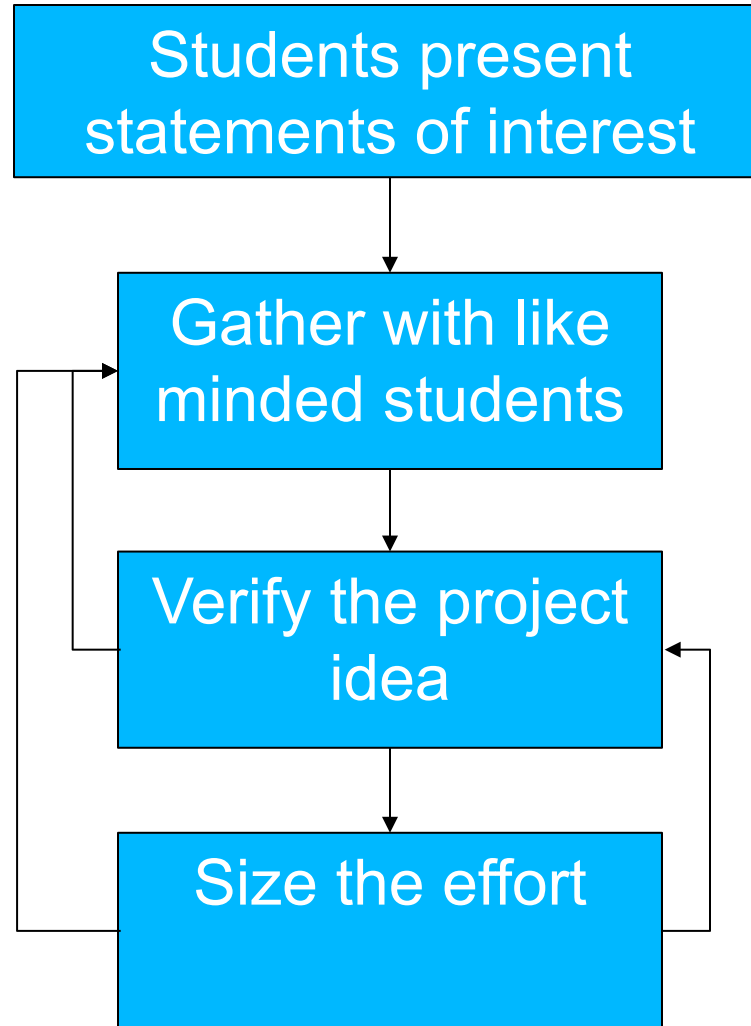 Students present
statements of interest
Gather with like
minded students
Verify the project
idea
Size the effort